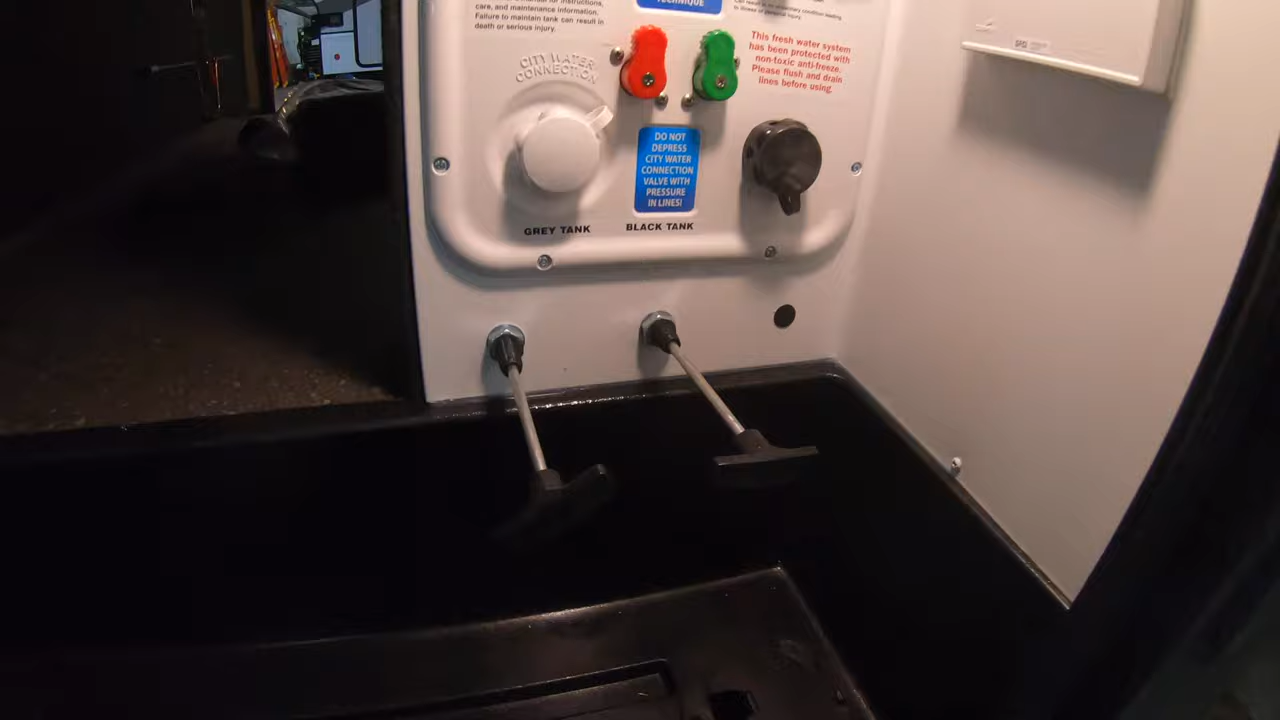 care, and maintenance information.
Failure to maintain tank can result in
death or serious injury.
TECHNIQUE
CITY WATER
CONNECTION
This fresh water system
has been protected with
non-toxic anti-freeze.
Please flush and drain
lines before using.
DO NOT
DEPRESS
CITY WATER
CONNECTION
VALVE WITH
PRESSURE
IN LINES!
GREY TANK
BLACK TANK